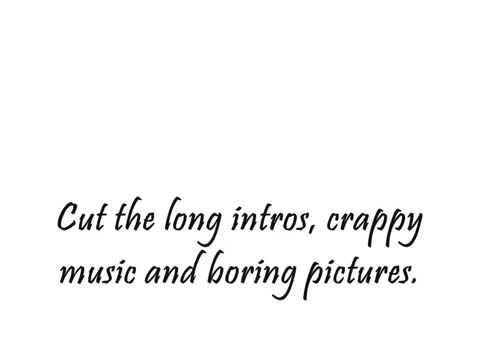 Cut the long intros, crappy
music and boring pictures.